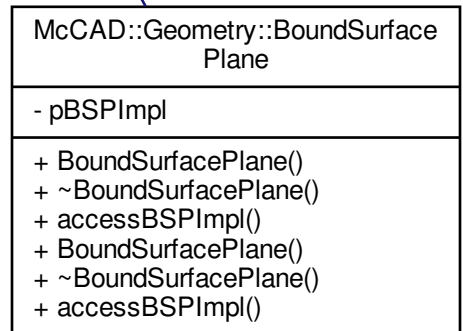 McCAD::Geometry::BoundSurface
Plane
- pBSPImpl
+ BoundSurfacePlane()
+ ~BoundSurfacePlane()
+ accessBSPImpl()
+ BoundSurfacePlane()
+ ~BoundSurfacePlane()
+ accessBSPImpl()